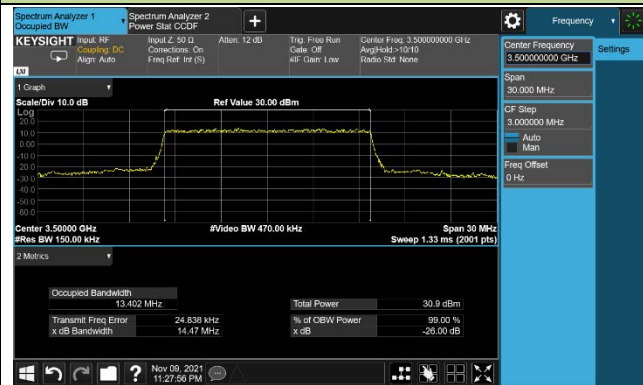 Spectrum Analyzer 1
Occupied BW
Spectrum Analyzer 2
Power Stat CCDF
Frequency
KEYSIGHT
Input: RF
Coupling: DC
Align: Auto
Input Z: 50 Ω
Corrections: On
Freq Ref: Int (S)
Atten: 12 dB
Trig: Free Run
Gate: Off
#IF Gain: Low
Center Freq: 3.500000000 GHz
Avg|Hold:>10/10
Radio Std: None
LXI
Center Frequency
3.500000000 GHz
Settings
Span
30.000 MHz
CF Step
3.000000 MHz
Auto
Man
Freq Offset
0 Hz
1 Graph
Scale/Div 10.0 dB
Ref Value 30.00 dBm
Log
20.0
10.0
0.00
-10.0
-20.0
-30.0
-40.0
-50.0
-60.0
Center 3.50000 GHz
#Video BW 470.00 kHz
Span 30 MHz
#Res BW 150.00 kHz
Sweep 1.33 ms (2001 pts)
2 Metrics
Occupied Bandwidth
13.402 MHz
Total Power
30.9 dBm
Transmit Freq Error
24.838 kHz
% of OBW Power
99.00 %
x dB Bandwidth
14.47 MHz
x dB
-26.00 dB
?
Nov 09, 2021
11:27:56 PM